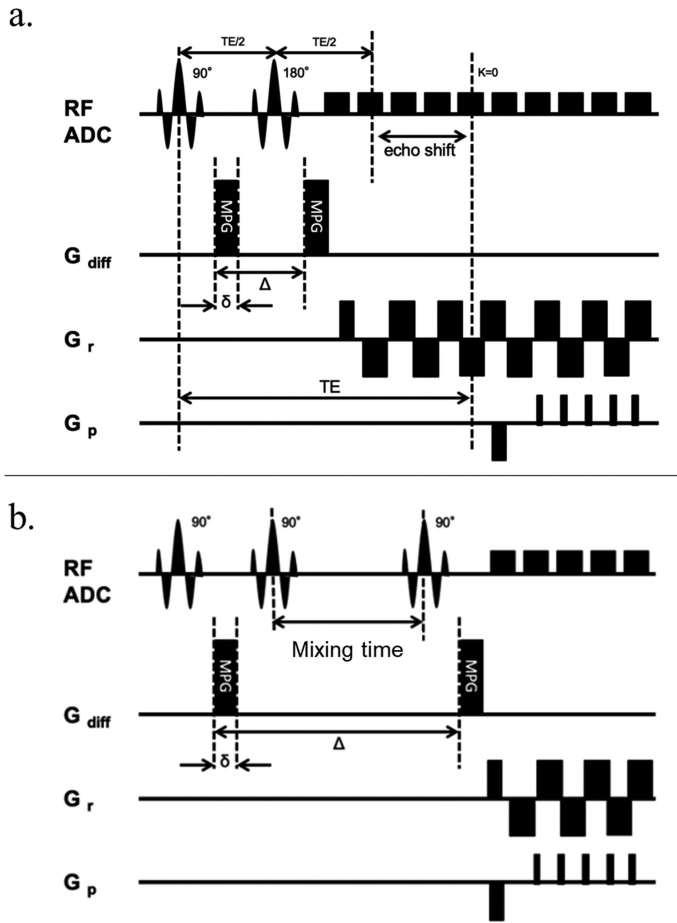 a.
TE/2 TE/2
90° 180° K=0
RF
ADC
echo shift
MPG MPG
G diff
Δ
δ
G r
TE
G p
b.
90° 90° 90°
RF
ADC
Mixing time
MPG MPG
G diff
Δ
δ
G r
G p